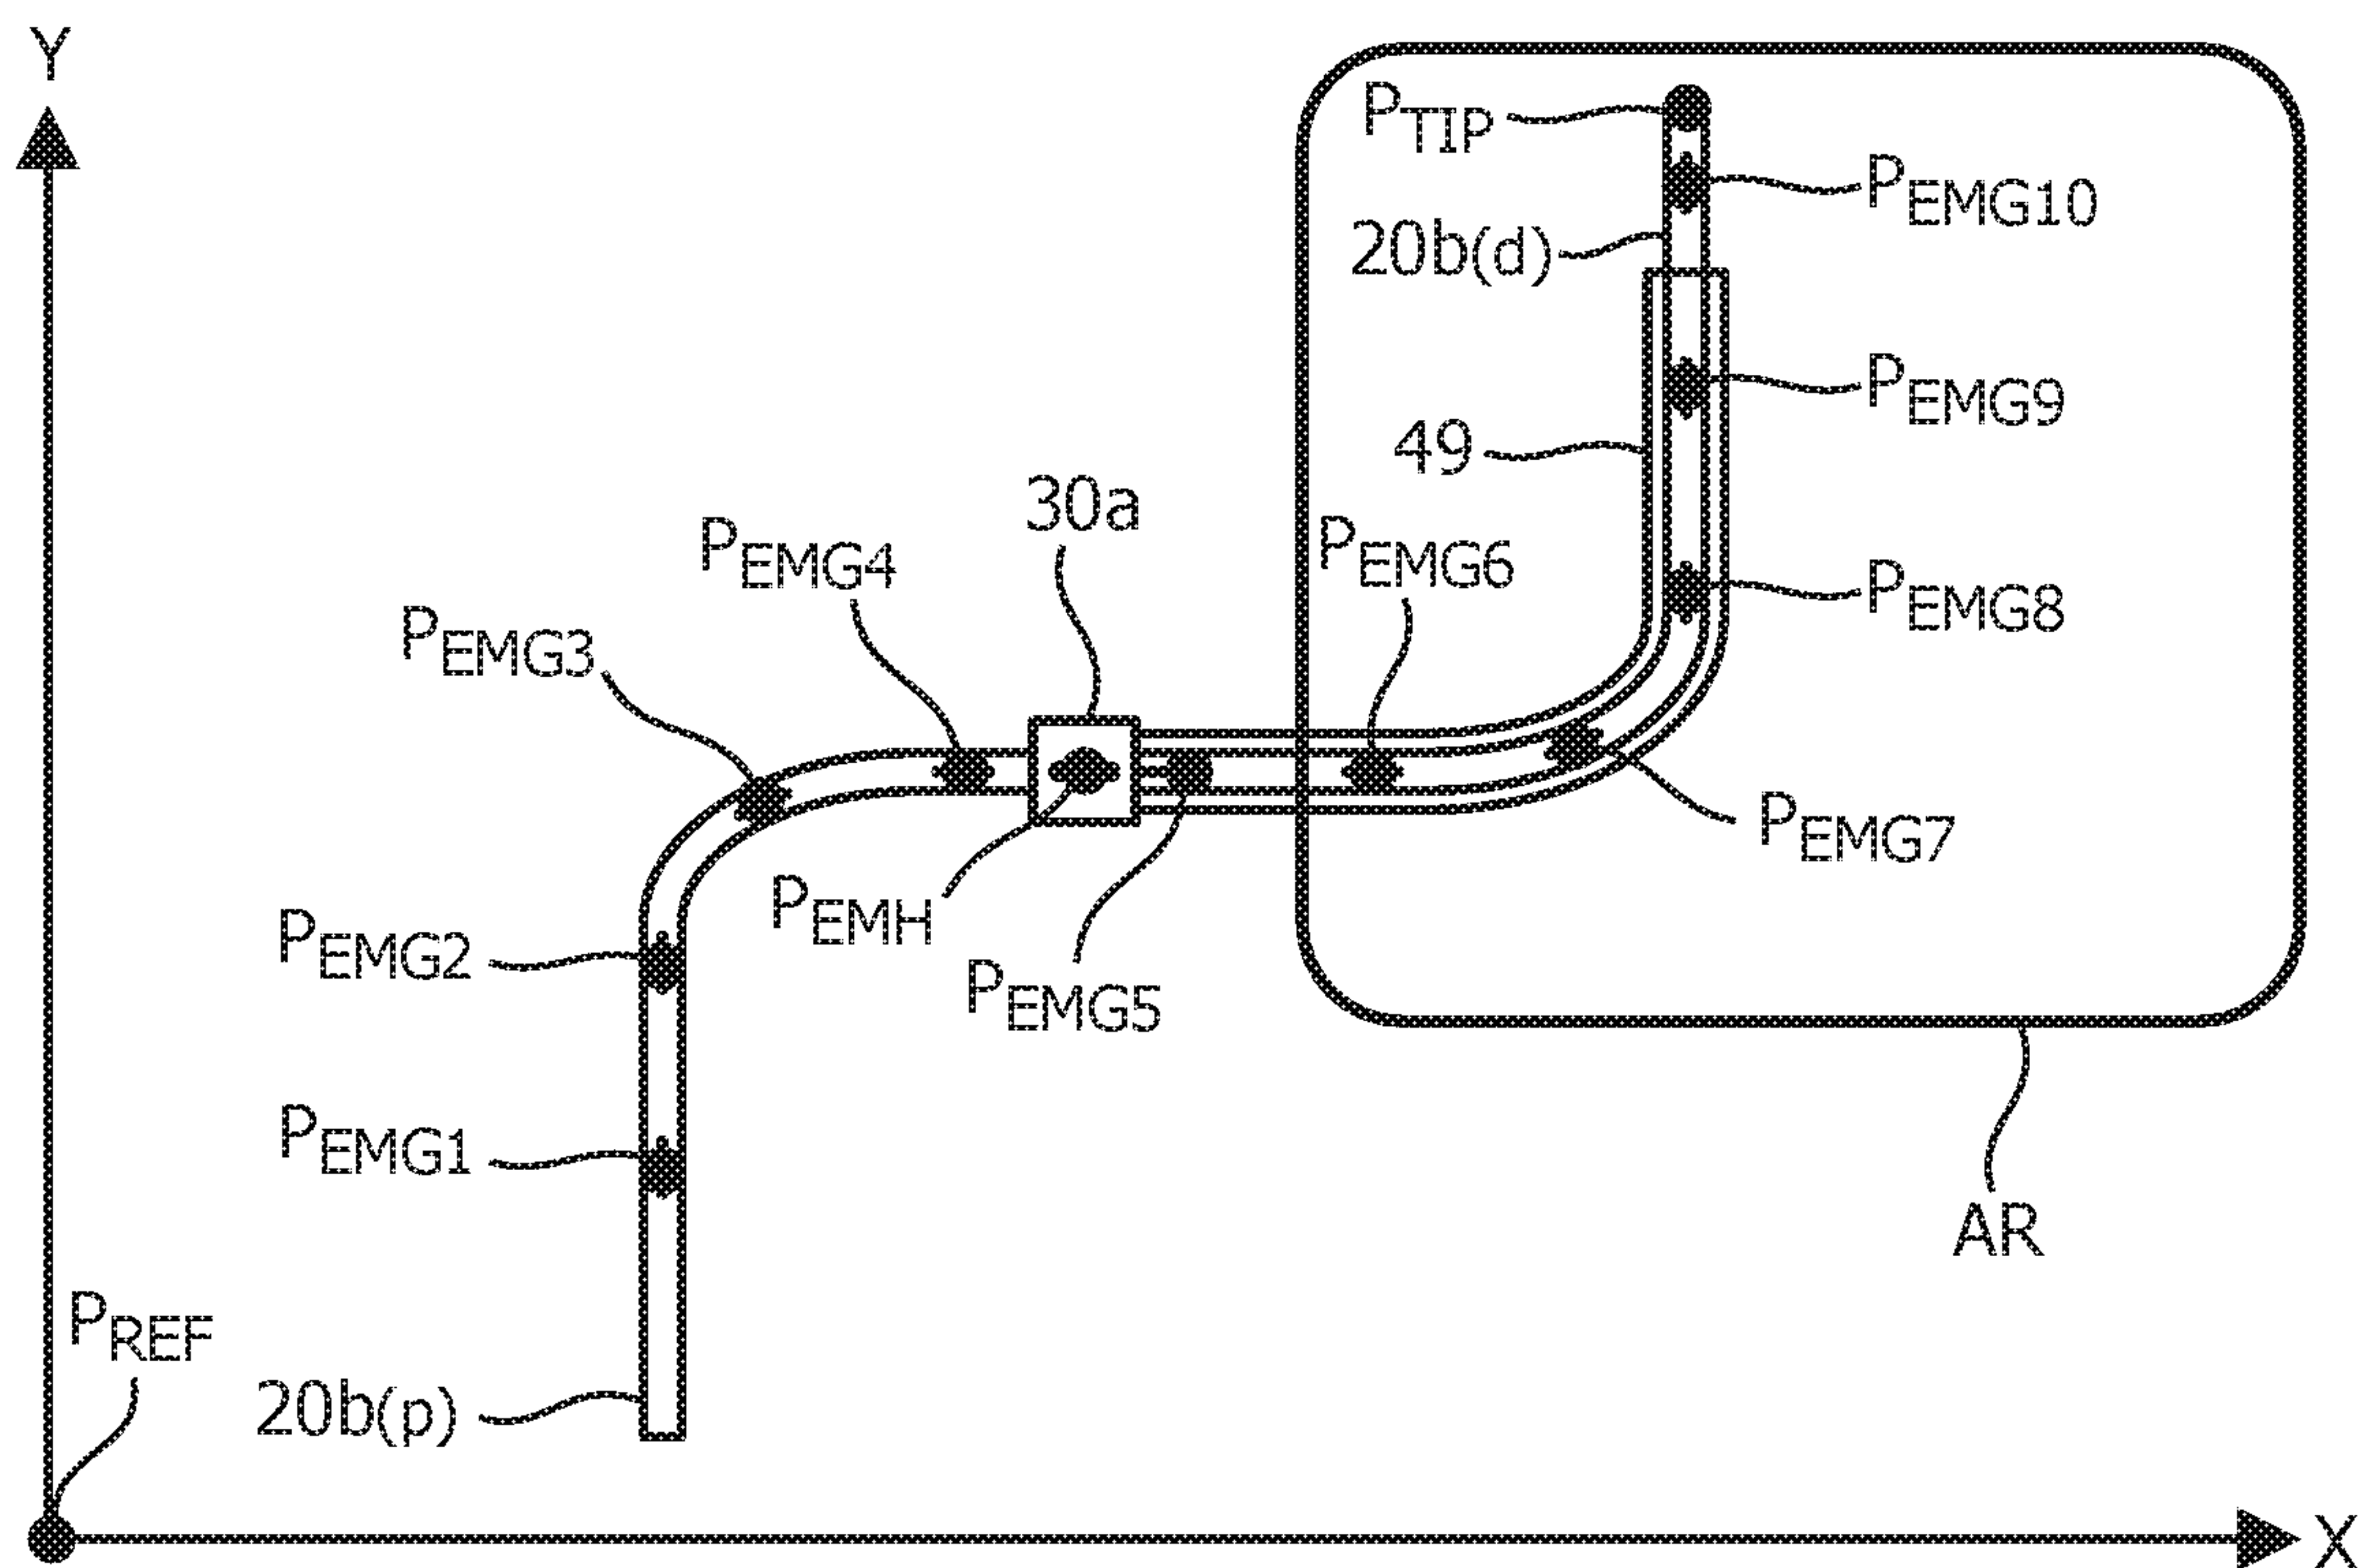 Y
PTIP
PEMG10
20b(d)
PEMG9
49
30a
PEMG4
PEMG6
PEMG8
PEMG3
PEMG7
PEMH
PEMG2
PEMG5
PEMG1
AR
PREF
20b(p)
X